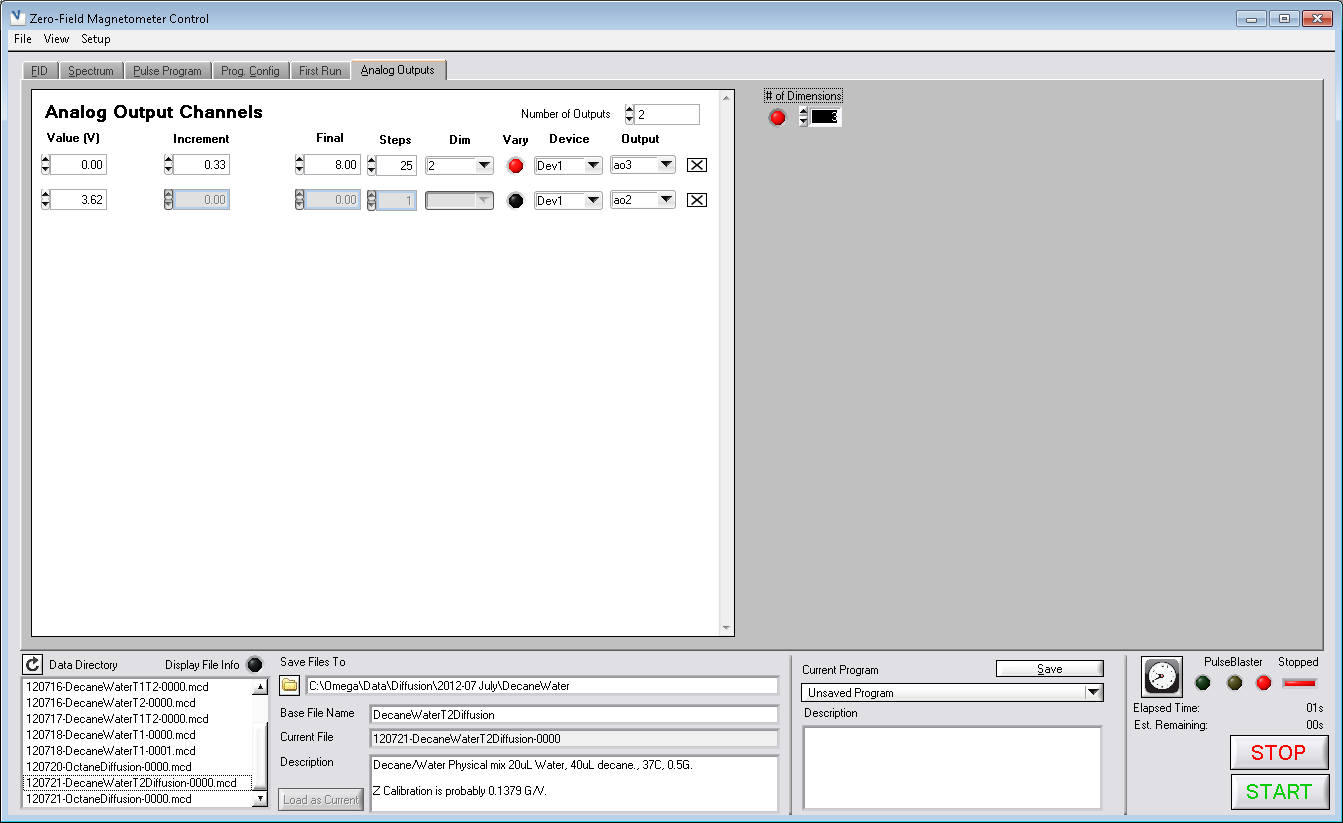 Zero-Field Magnetometer Control
File View Setup
FID Spectrum Pulse Program Prog. Config First Run Analog Outputs
Analog Output Channels
Number of Outputs 2
# of Dimensions
3
Value (V) Increment Final Steps Dim Vary Device Output
0.00 0.33 8.00 25 2 Dev1 ao3
3.62 0.00 0.00 1 Dev1 ao2
Data Directory Display File Info
120716-DecaneWaterT1T2-0000.mcd
120716-DecaneWaterT2-0000.mcd
120717-DecaneWaterT1T2-0000.mcd
120718-DecaneWaterT1-0000.mcd
120718-DecaneWaterT1-0001.mcd
120720-OctaneDiffusion-0000.mcd
120721-DecaneWaterT2Diffusion-0000.mcd
120721-OctaneDiffusion-0000.mcd
Save Files To
C:\Omega\Data\Diffusion\2012-07 July\DecaneWater
Base File Name DecaneWaterT2Diffusion
Current File 120721-DecaneWaterT2Diffusion-0000
Description Decane/Water Physical mix 20uL Water, 40uL decane., 37C, 0.5G.
Z Calibration is probably 0.1379 G/V.
Load as Current
Current Program Save
Unsaved Program
Description
PulseBlaster Stopped
Elapsed Time: 01s
Est. Remaining: 00s
STOP
START